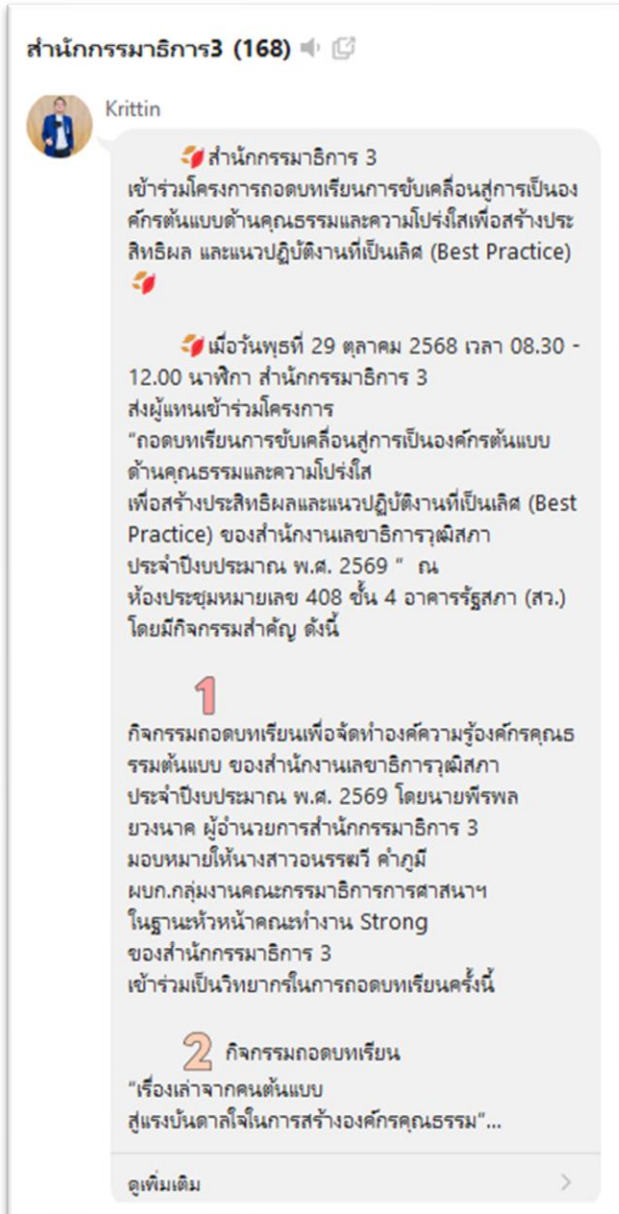 สำนักกรรมาธิการ3 (168)
Krittin
สำนักกรรมาธิการ 3
เข้าร่วมโครงการถอดบทเรียนการขับเคลื่อนสู่การเป็นอง
ค์กรต้นแบบด้านคุณธรรมและความโปร่งใสเพื่อสร้างประ
สิทธิผล และแนวปฏิบัติงานที่เป็นเลิศ (Best Practice)
เมื่อวันพุธที่ 29 ตุลาคม 2568 เวลา 08.30 -
12.00 นาฬิกา สำนักกรรมาธิการ 3
ส่งผู้แทนเข้าร่วมโครงการ
“ถอดบทเรียนการขับเคลื่อนสู่การเป็นองค์กรต้นแบบ
ด้านคุณธรรมและความโปร่งใส
เพื่อสร้างประสิทธิผลและแนวปฏิบัติงานที่เป็นเลิศ (Best
Practice) ของสำนักงานเลขาธิการวุฒิสภา
ประจำปีงบประมาณ พ.ศ. 2569 “ ณ
ห้องประชุมหมายเลข 408 ชั้น 4 อาคารรัฐสภา (สว.)
โดยมีกิจกรรมสำคัญ ดังนี้
1
กิจกรรมถอดบทเรียนเพื่อจัดทำองค์ความรู้องค์กรคุณธ
รรมต้นแบบ ของสำนักงานเลขาธิการวุฒิสภา
ประจำปีงบประมาณ พ.ศ. 2569 โดยนายพีรพล
ยวงนาค ผู้อำนวยการสำนักกรรมาธิการ 3
มอบหมายให้นางสาวอนรรฆวี คำภูมี
ผบก.กลุ่มงานคณะกรรมาธิการการศาสนาฯ
ในฐานะหัวหน้าคณะทำงาน Strong
ของสำนักกรรมาธิการ 3
เข้าร่วมเป็นวิทยากรในการถอดบทเรียนครั้งนี้
2 กิจกรรมถอดบทเรียน
“เรื่องเล่าจากคนต้นแบบ
สู่แรงบันดาลใจในการสร้างองค์กรคุณธรรม”...
ดูเพิ่มเติม